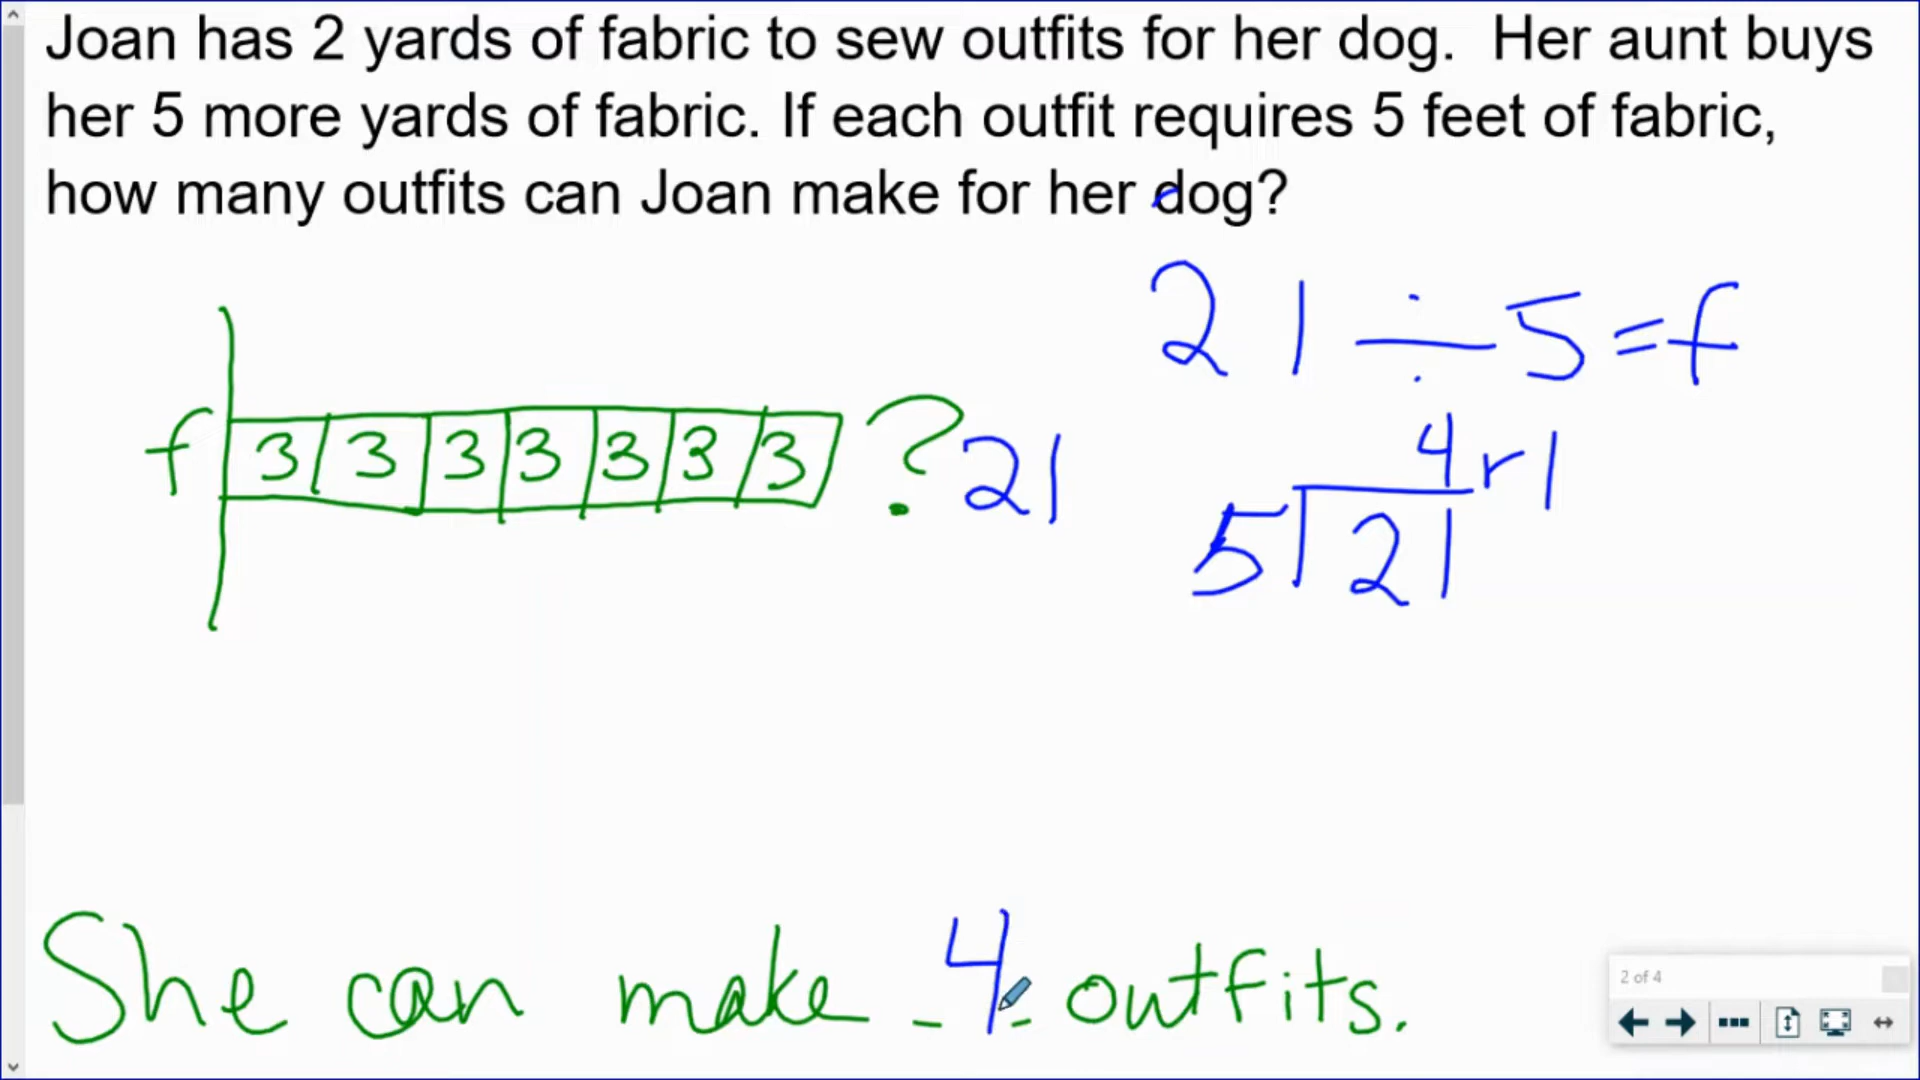 Joan has 2 yards of fabric to sew outfits for her dog. Her aunt buys
her 5 more yards of fabric. If each outfit requires 5 feet of fabric,
how many outfits can Joan make for her dog?
21 ÷ 5 = f
f 3 3 3 3 3 3 3 ? 21
4 r 1
5 21
She can make 4 outfits.
2 of 4